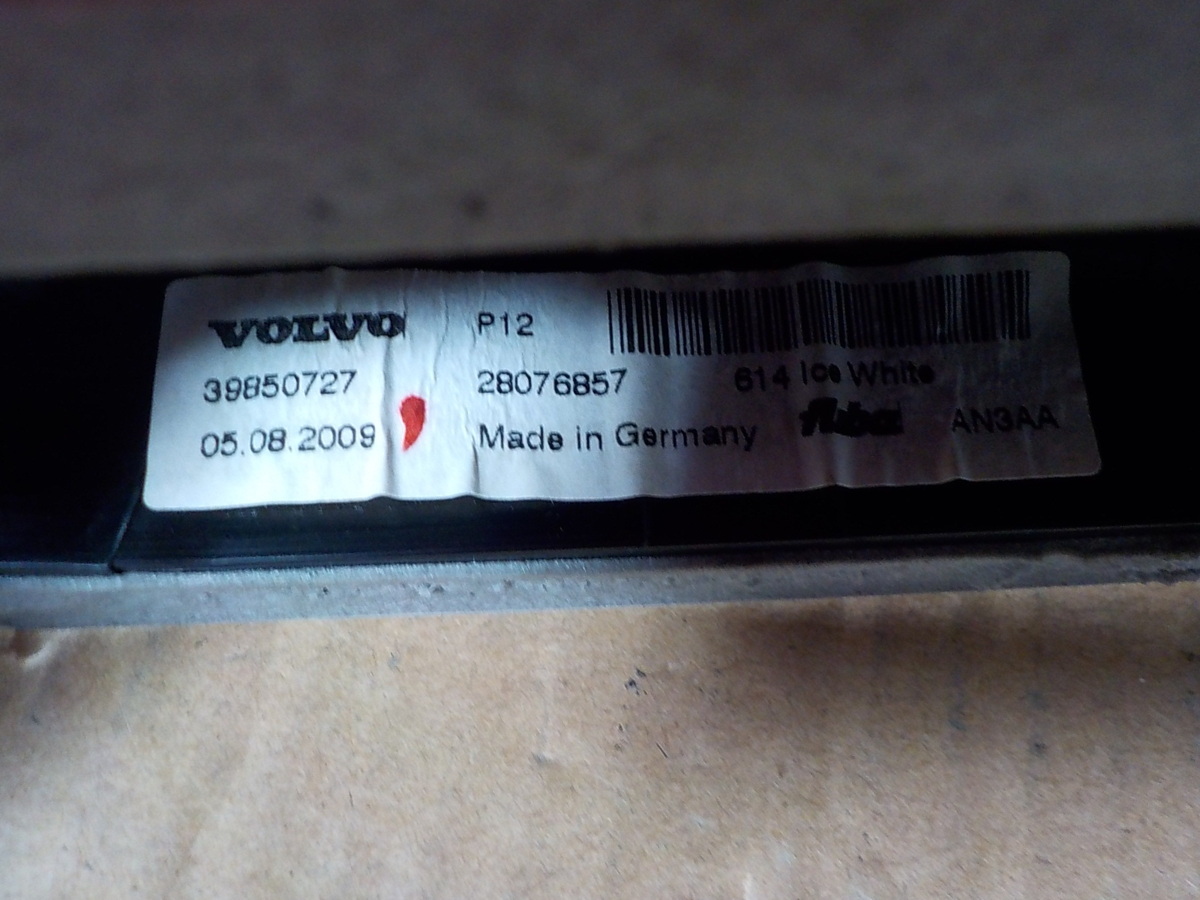 VOLVO P12
39850727 28076857 614 Ice White
05.08.2009 Made in Germany AN3AA